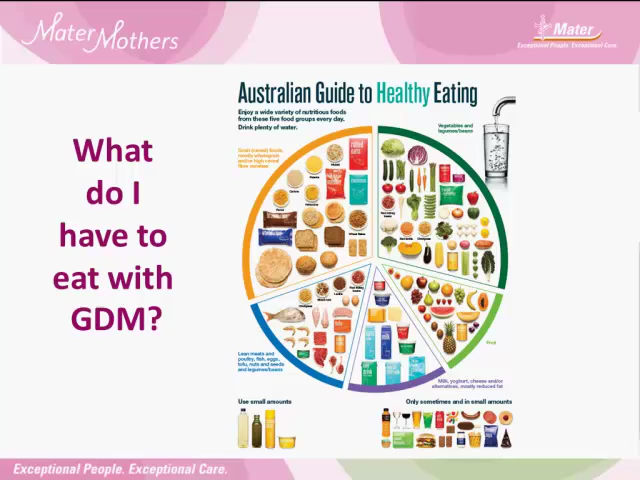 Mater Mothers
Mater
Exceptional People. Exceptional Care.
Australian Guide to Healthy Eating
Enjoy a wide variety of nutritious foods
from these five food groups every day.
Drink plenty of water.
What
do I
have to
eat with
GDM?
Grain (cereal) foods,
mostly wholegrain
and/or high cereal
fibre varieties
Vegetables and
legumes/beans
Lean meats and
poultry, fish, eggs,
tofu, nuts and seeds
and legumes/beans
Fruit
Milk, yoghurt, cheese and/or
alternatives, mostly reduced fat
Use small amounts
Only sometimes and in small amounts
Exceptional People. Exceptional Care.